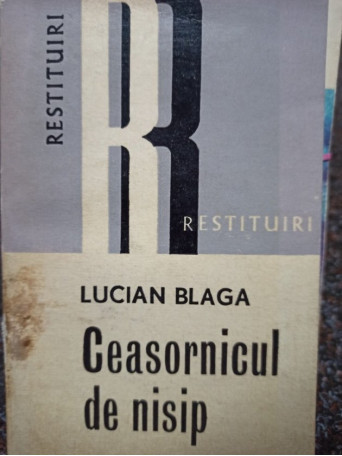 RESTITUIRI
R
RESTITUIRI
LUCIAN BLAGA
Ceasornicul
de nisip